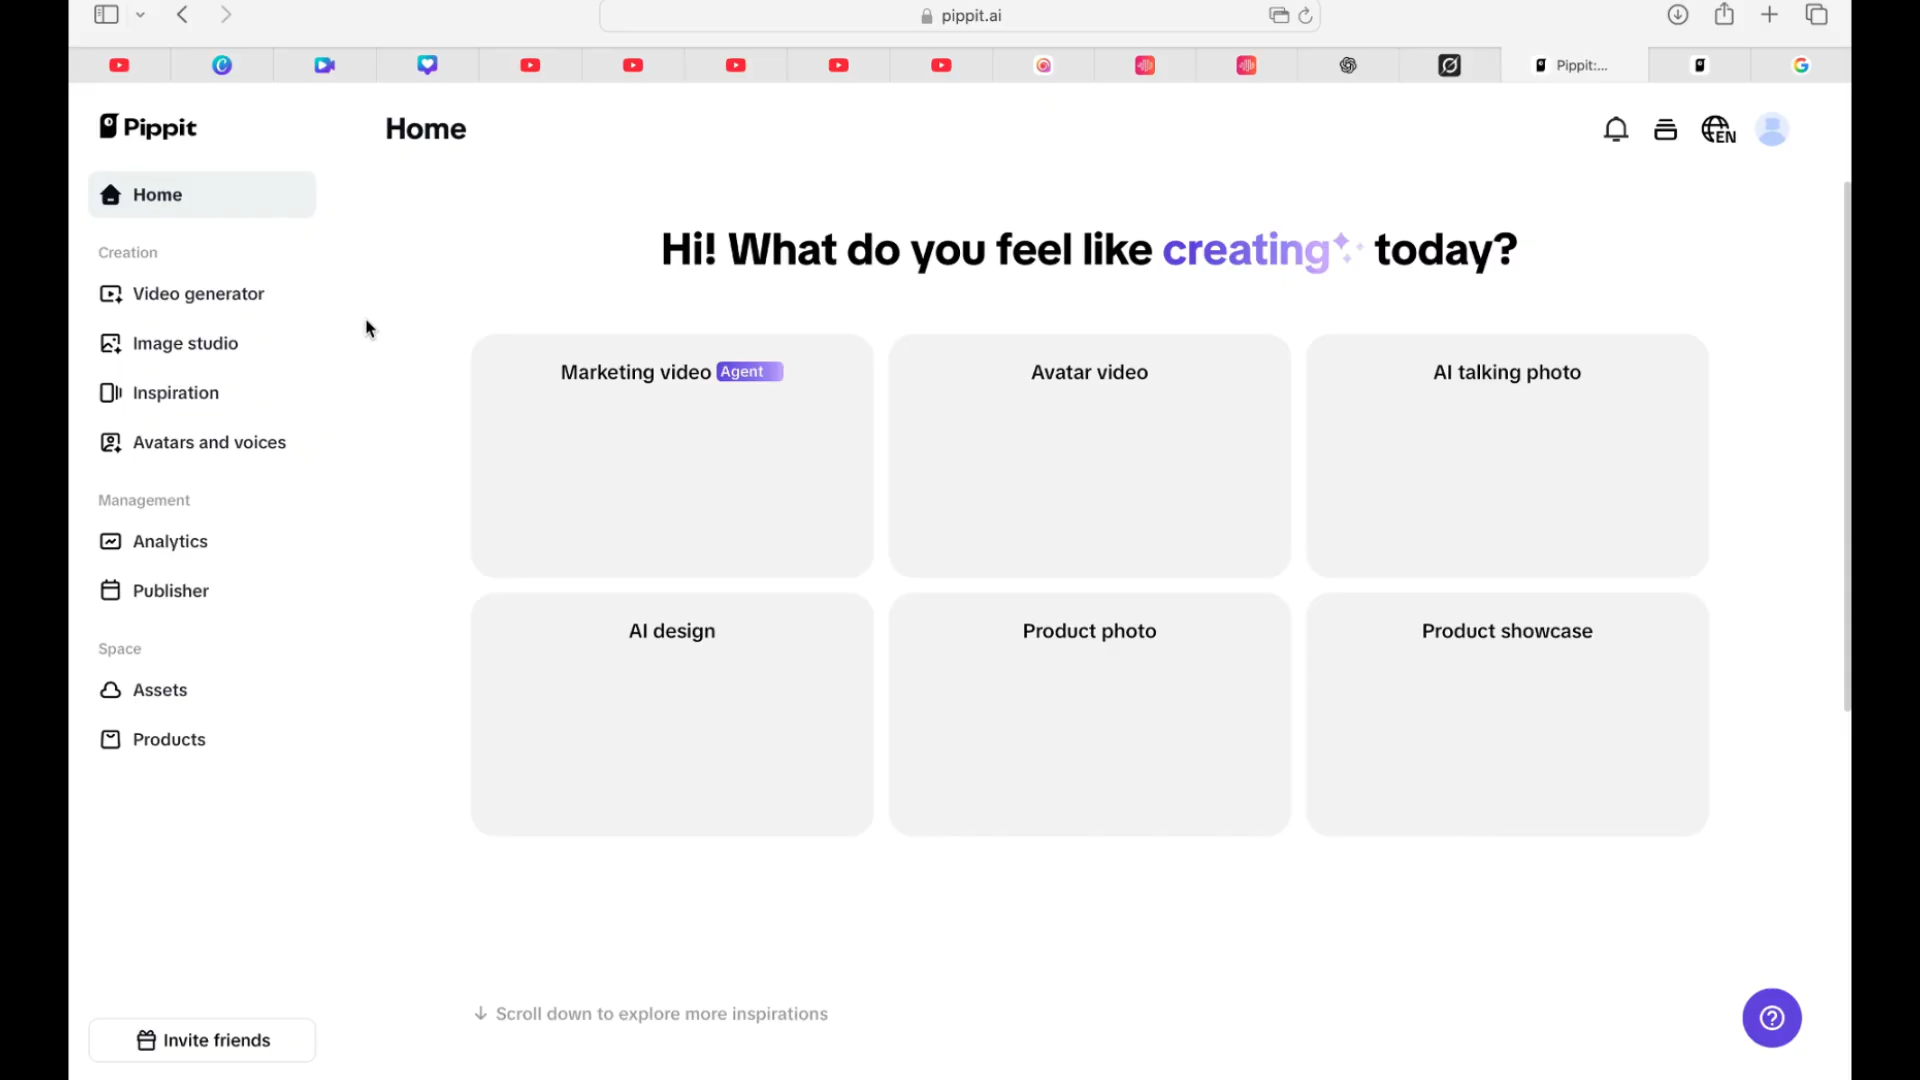 pippit.ai
Pippit:...
Pippit
Home
EN
Home
Creation
Video generator
Image studio
Inspiration
Avatars and voices
Management
Analytics
Publisher
Space
Assets
Products
Invite friends
Hi! What do you feel like creating today?
Marketing video Agent
Avatar video
AI talking photo
AI design
Product photo
Product showcase
↓ Scroll down to explore more inspirations